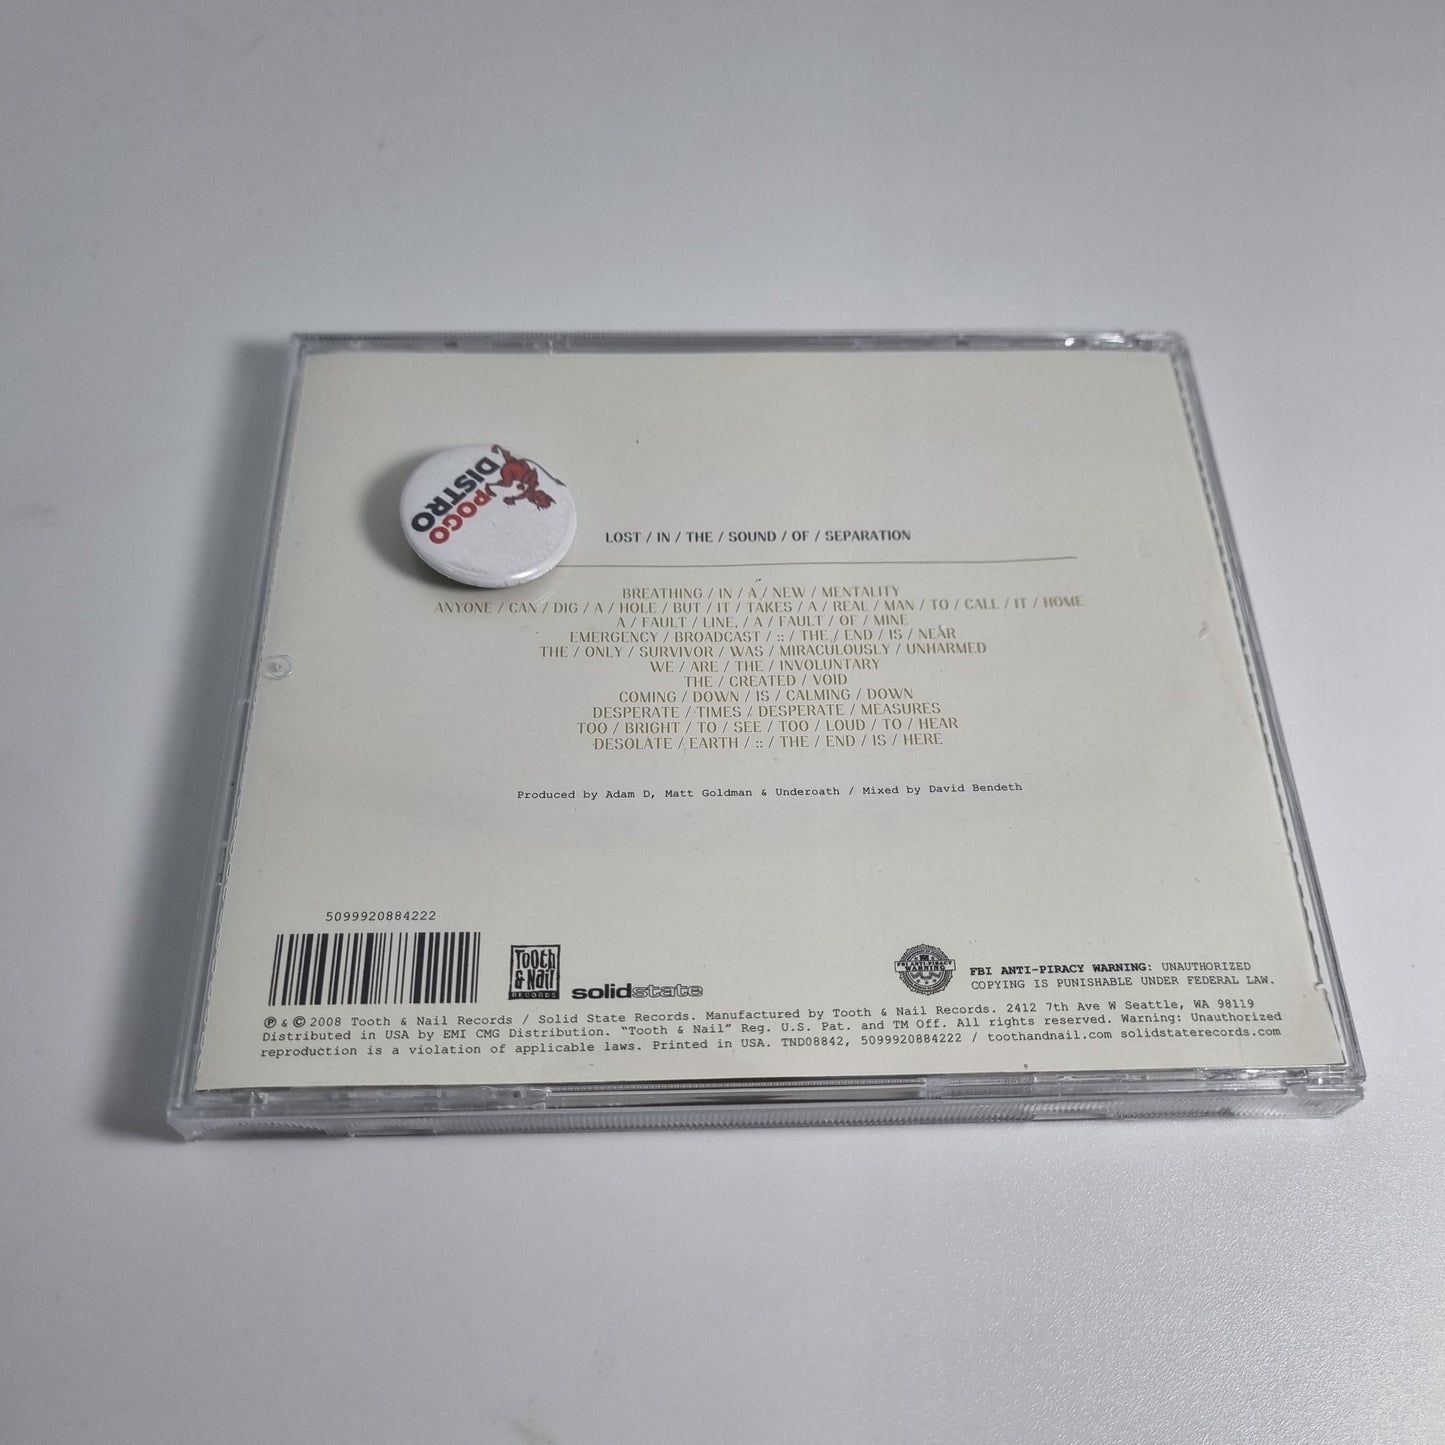 POGO
DISTRO
LOST / IN / THE / SOUND / OF / SEPARATION
BREATHING / IN / A / NEW / MENTALITY
ANYONE / CAN / DIG / A / HOLE / BUT / IT / TAKES / A / REAL / MAN / TO / CALL / IT / HOME
A / FAULT / LINE, / A / FAULT / OF / MINE
EMERGENCY / BROADCAST / :: / THE / END / IS / NEAR
THE / ONLY / SURVIVOR / WAS / MIRACULOUSLY / UNHARMED
WE / ARE / THE / INVOLUNTARY
THE / CREATED / VOID
COMING / DOWN / IS / CALMING / DOWN
DESPERATE / TIMES / DESPERATE / MEASURES
TOO / BRIGHT / TO / SEE / TOO / LOUD / TO / HEAR
DESOLATE / EARTH / :: / THE / END / IS / HERE
Produced by Adam D, Matt Goldman & Underoath / Mixed by David Bendeth
5099920884222
Tooth
& Nail
RECORDS
solidstate
FBI ANTI-PIRACY
WARNING
FBI ANTI-PIRACY WARNING: UNAUTHORIZED
COPYING IS PUNISHABLE UNDER FEDERAL LAW.
℗ & © 2008 Tooth & Nail Records / Solid State Records. Manufactured by Tooth & Nail Records. 2412 7th Ave W Seattle, WA 98119
Distributed in USA by EMI CMG Distribution. "Tooth & Nail" Reg. U.S. Pat. and TM Off. All rights reserved. Warning: Unauthorized
reproduction is a violation of applicable laws. Printed in USA. TND08842, 5099920884222 / toothandnail.com solidstaterecords.com